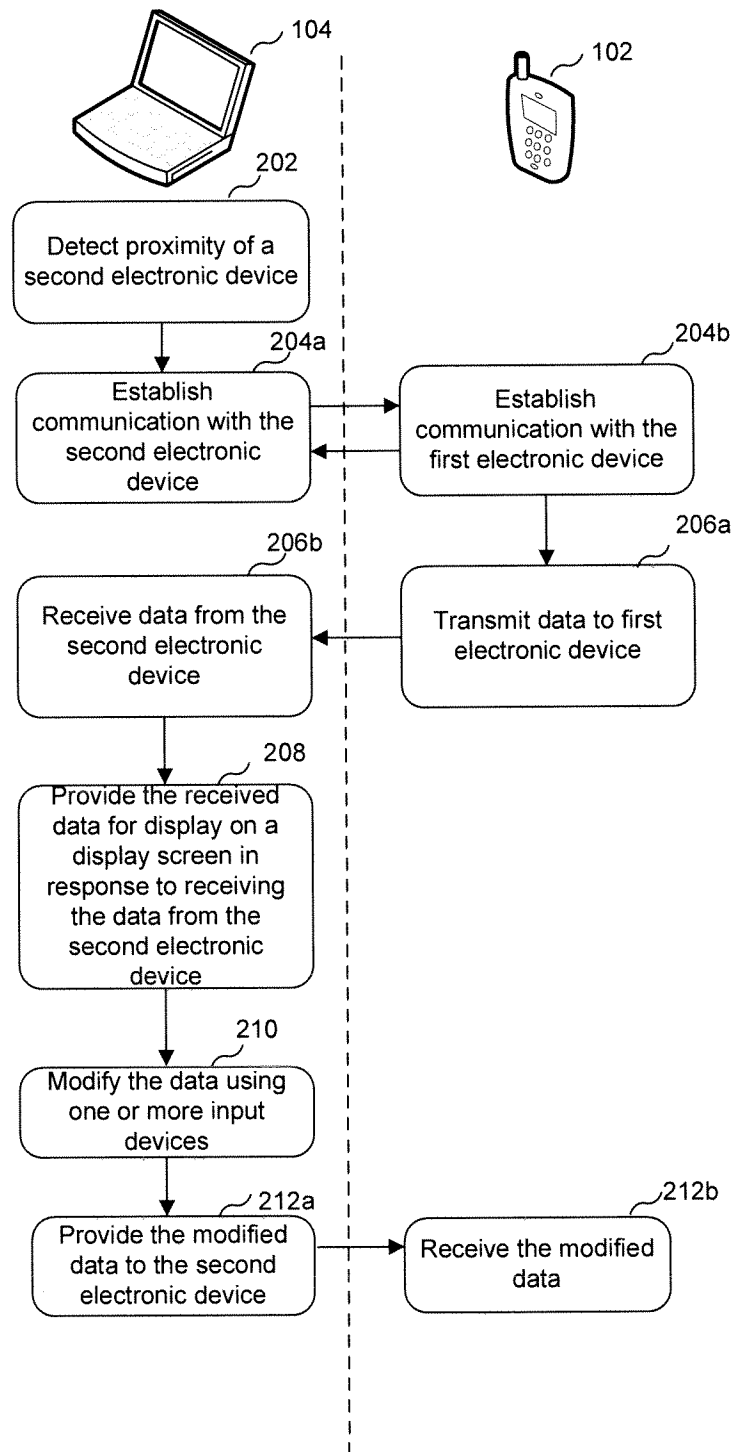 104
102
202
Detect proximity of a
second electronic device
204a
Establish
communication with the
second electronic
device
204b
Establish
communication with the
first electronic device
206a
Transmit data to first
electronic device
206b
Receive data from the
second electronic
device
208
Provide the received
data for display on a
display screen in
response to receiving
the data from the
second electronic
device
210
Modify the data using
one or more input
devices
212a
Provide the modified
data to the second
electronic device
212b
Receive the modified
data